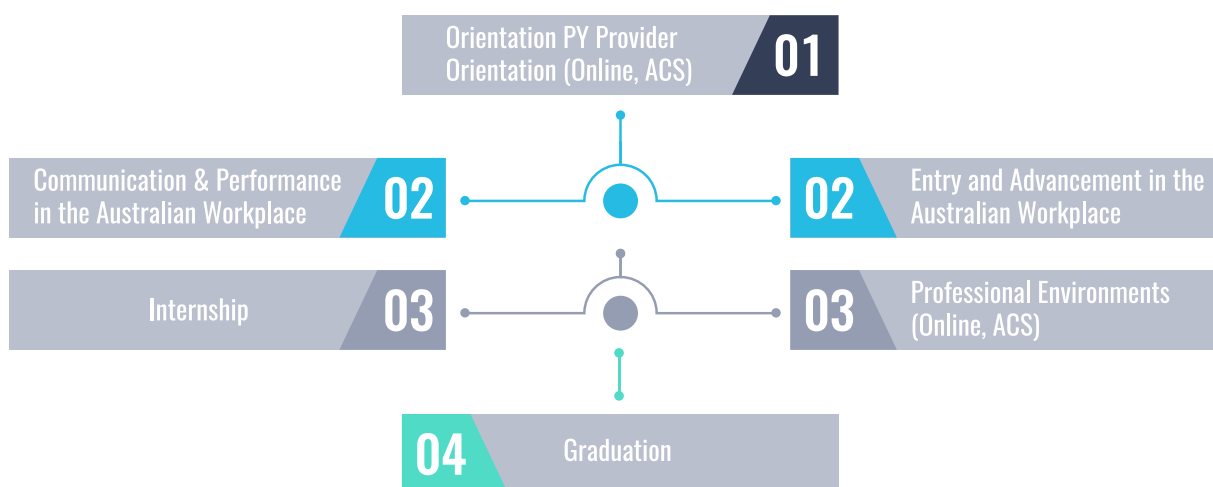 Orientation PY Provider
Orientation (Online, ACS)
01
Communication & Performance
in the Australian Workplace
02
02
Entry and Advancement in the
Australian Workplace
Internship
03
03
Professional Environments
(Online, ACS)
04
Graduation